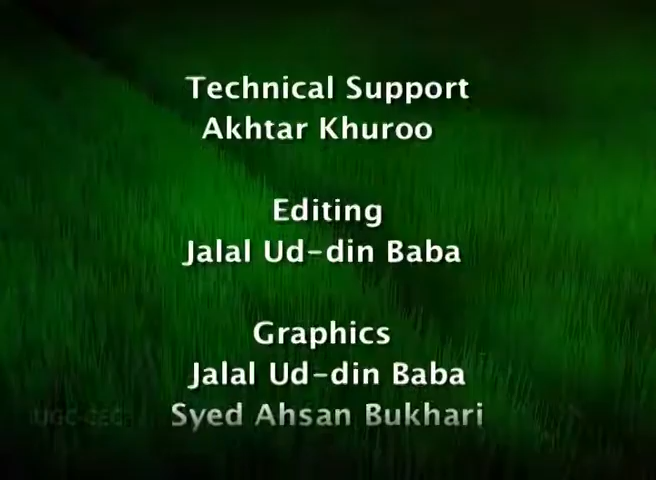 Technical Support
Akhtar Khuroo
Editing
Jalal Ud-din Baba
Graphics
Jalal Ud-din Baba
Syed Ahsan Bukhari